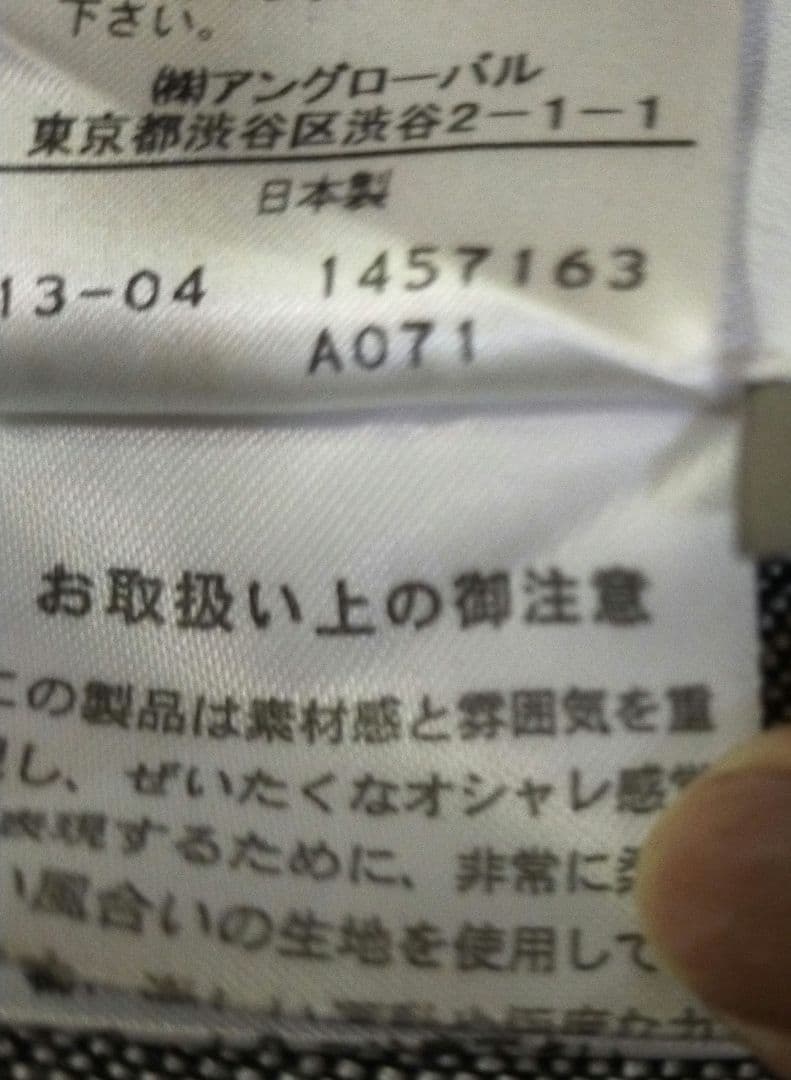 下さい。
㈱アングローバル
東京都渋谷区渋谷2-1-1
日本製
13-04 1457163
A071
お取扱い上の御注意
この製品は素材感と雰囲気を重
視し、ぜいたくなオシャレ感覚
表現するために、非常に柔
い風合いの生地を使用して